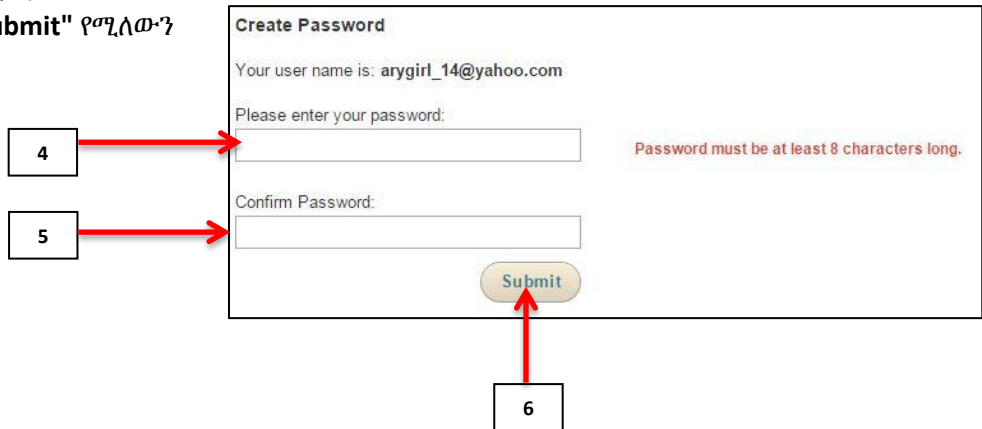 ubmit" የሚለውን
Create Password
Your user name is: arygirl_14@yahoo.com
Please enter your password:
4
Password must be at least 8 characters long.
Confirm Password:
5
Submit
6